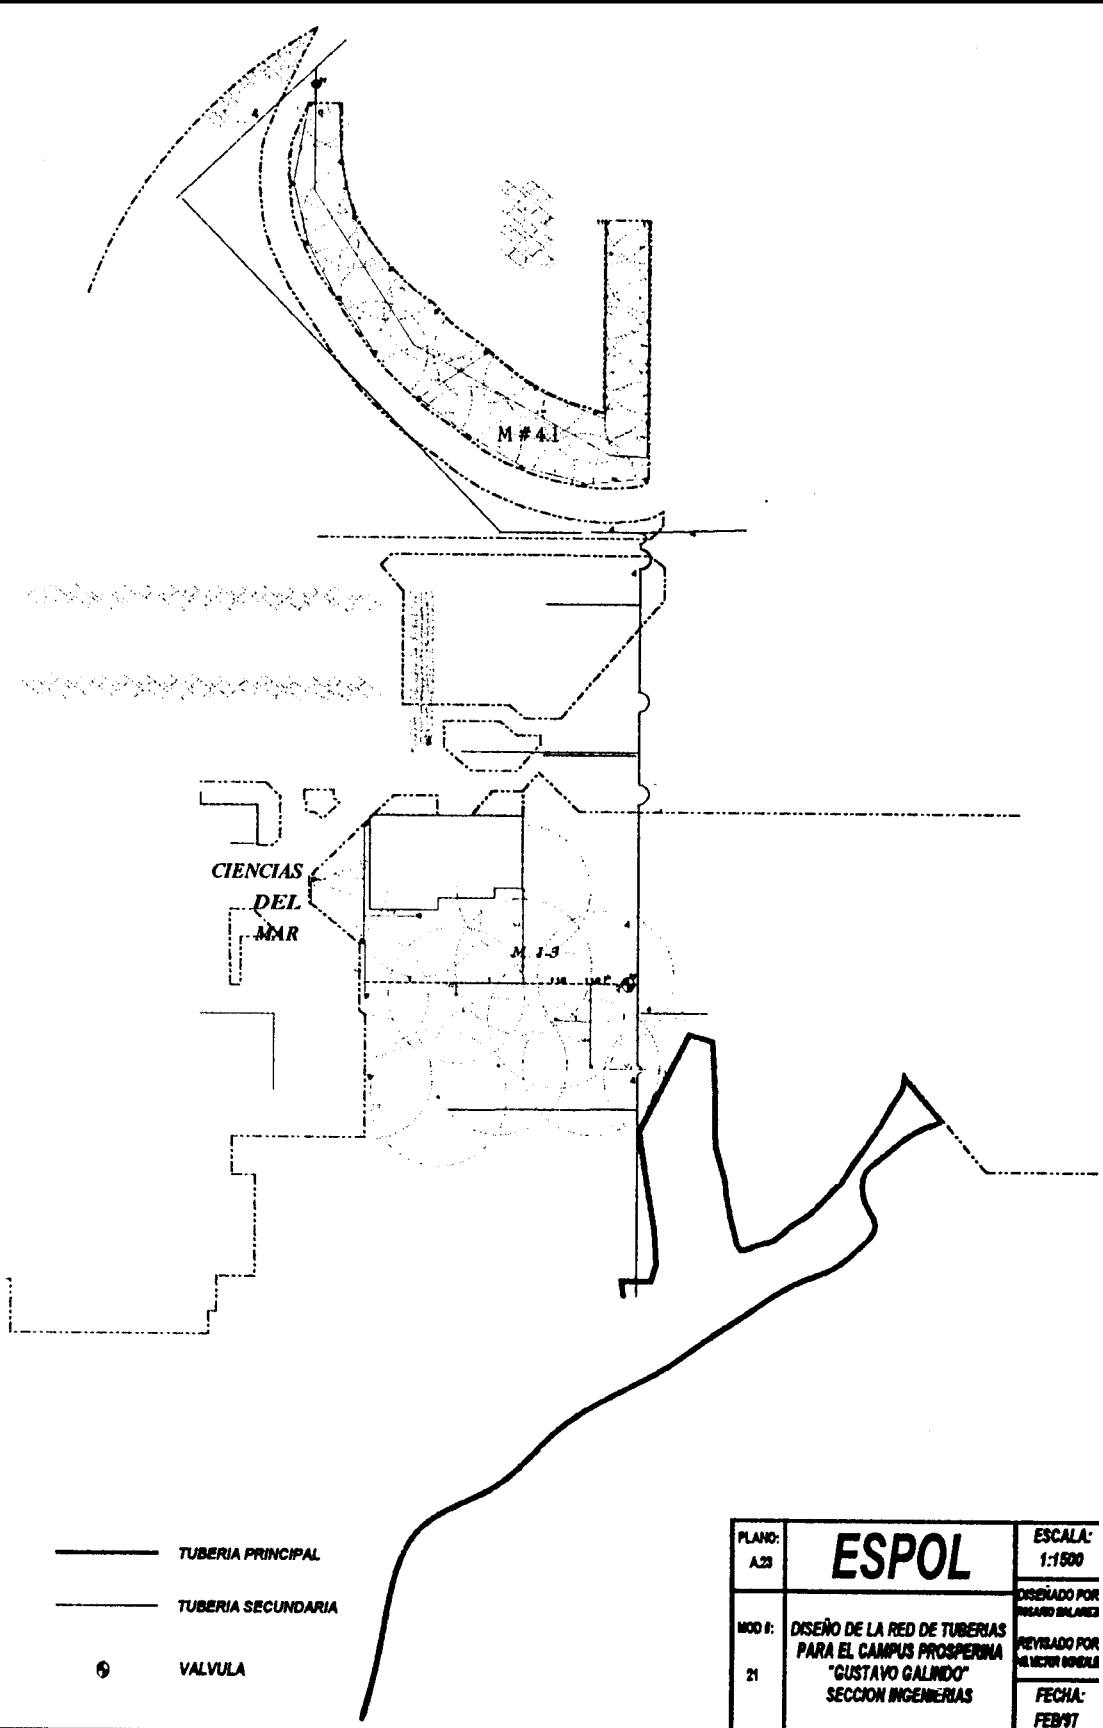 M # 4.1
CIENCIAS
DEL
MAR
M. 1-3
TUBERIA PRINCIPAL
TUBERIA SECUNDARIA
VALVULA
PLANO:
A.23
ESPOL
ESCALA:
1:1500
MOD #:
21
DISEÑO DE LA RED DE TUBERIAS
PARA EL CAMPUS PROSPERINA
"GUSTAVO GALINDO"
SECCION INGENIERIAS
DISEÑADO POR
REVISADO POR
FECHA:
FEB/97